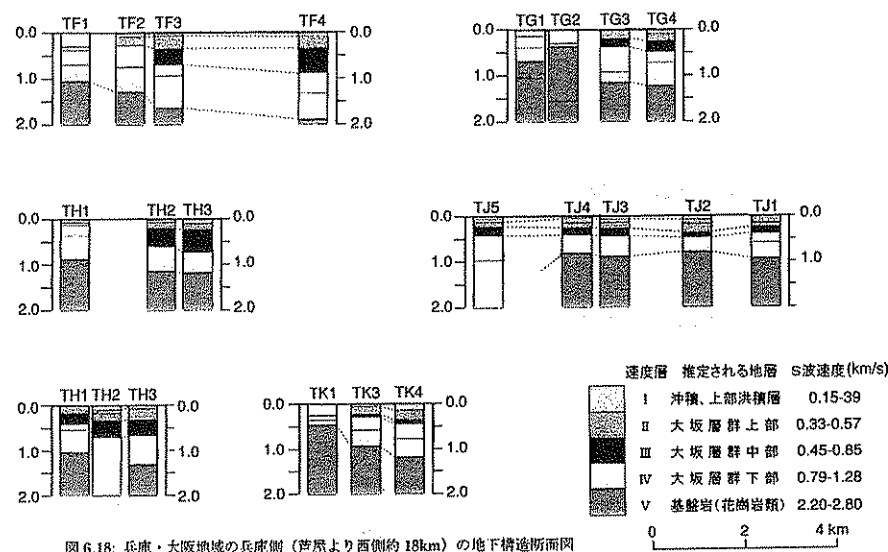 TF1 TF2 TF3 TF4
0.0 0.0
1.0 1.0
2.0 2.0
TG1 TG2 TG3 TG4
0.0 0.0
1.0 1.0
2.0 2.0
TH1 TH2 TH3
0.0 0.0
1.0 1.0
2.0 2.0
TJ5 TJ4 TJ3 TJ2 TJ1
0.0 0.0
1.0 1.0
2.0
TH1 TH2 TH3
0.0 0.0
1.0 1.0
2.0 2.0
TK1 TK3 TK4
0.0 0.0
1.0 1.0
2.0 2.0
速度層 推定される地層 S波速度(km/s)
I 沖積、上部洪積層 0.15-39
II 大阪層群上部 0.33-0.57
III 大阪層群中部 0.45-0.85
IV 大阪層群下部 0.79-1.28
V 基盤岩(花崗岩類) 2.20-2.80
0 2 4 km
図 6.18: 兵庫・大阪地域の兵庫側 (芦屋より西側約 18km) の地下構造断面図